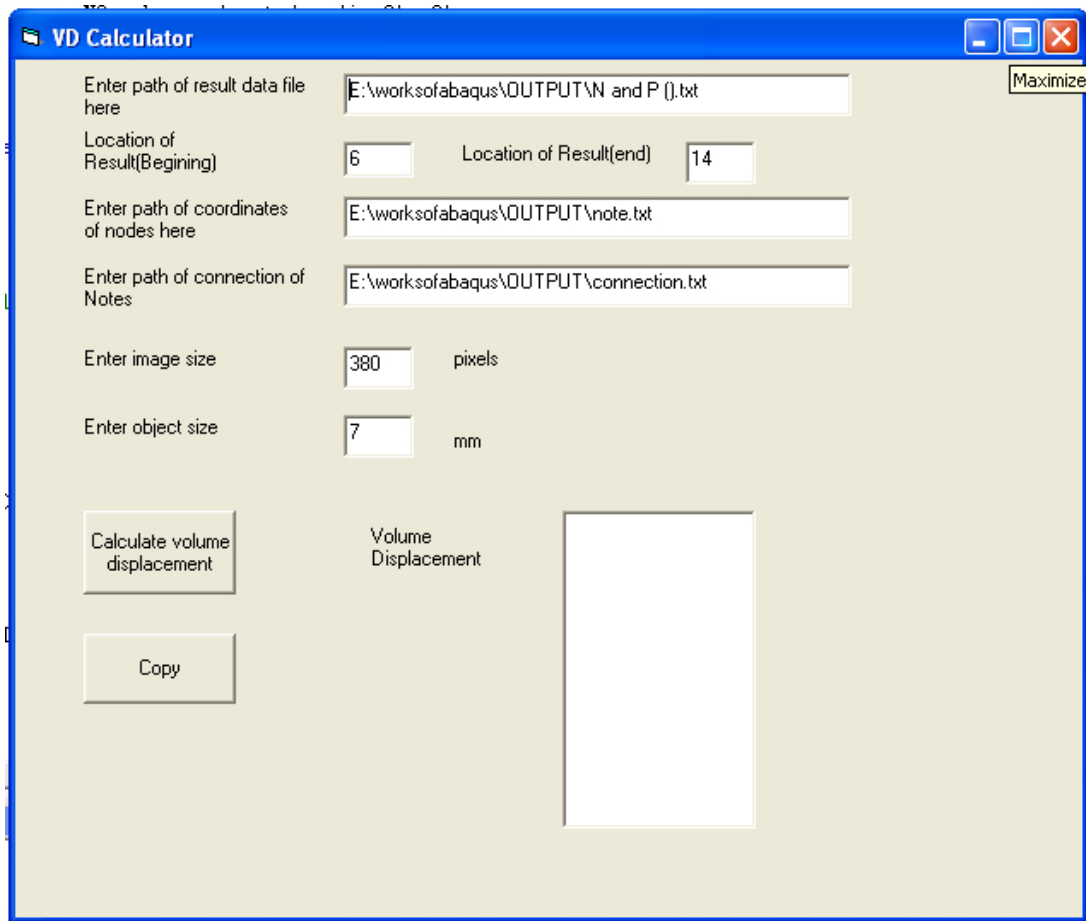 VD Calculator
Maximize
Enter path of result data file
here
E:\worksofabaqus\OUTPUT\N and P ().txt
Location of
Result(Begining)
6
Location of Result(end)
14
Enter path of coordinates
of nodes here
E:\worksofabaqus\OUTPUT\note.txt
Enter path of connection of
Notes
E:\worksofabaqus\OUTPUT\connection.txt
Enter image size
380
pixels
Enter object size
7
mm
Calculate volume
displacement
Volume
Displacement
Copy